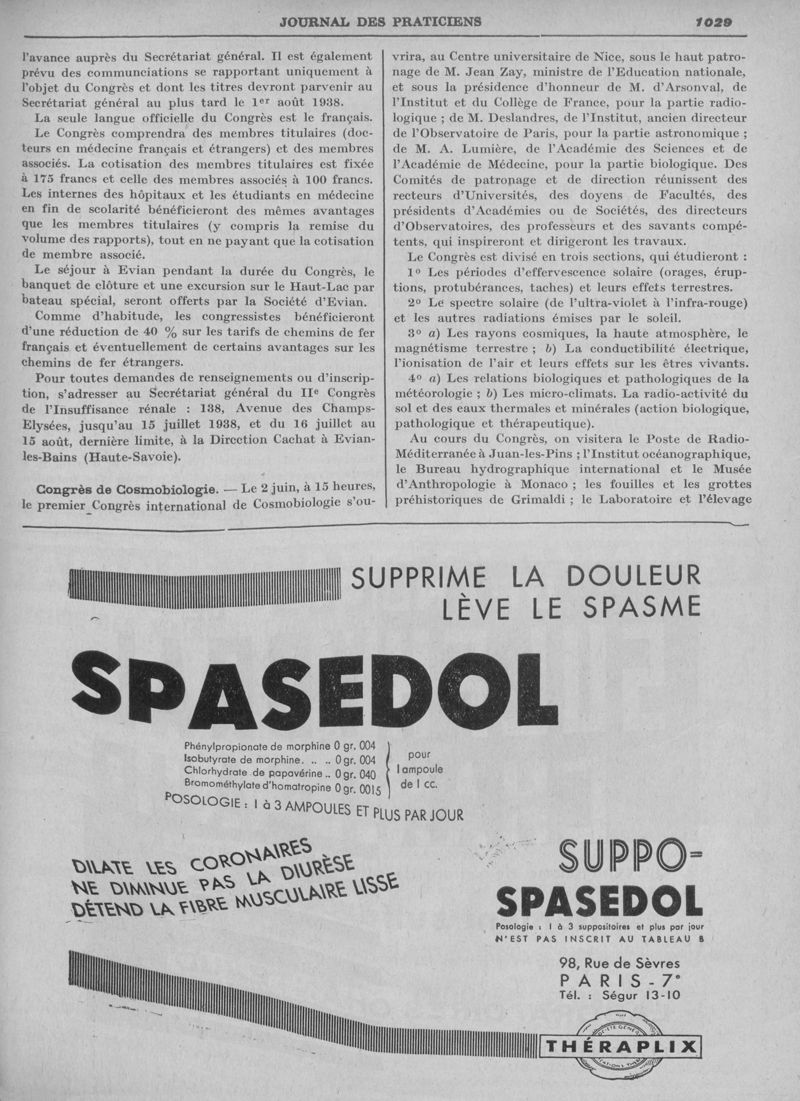 JOURNAL DES PRATICIENS 1029
l'avance auprès du Secrétariat général. Il est également
prévu des communciations se rapportant uniquement à
l'objet du Congrès et dont les titres devront parvenir au
Secrétariat général au plus tard le 1er août 1938.
La seule langue officielle du Congrès est le français.
Le Congrès comprendra des membres titulaires (doc-
teurs en médecine français et étrangers) et des membres
associés. La cotisation des membres titulaires est fixée
à 175 francs et celle des membres associés à 100 francs.
Les internes des hôpitaux et les étudiants en médecine
en fin de scolarité bénéficieront des mêmes avantages
que les membres titulaires (y compris la remise du
volume des rapports), tout en ne payant que la cotisation
de membre associé.
Le séjour à Evian pendant la durée du Congrès, le
banquet de clôture et une excursion sur le Haut-Lac par
bateau spécial, seront offerts par la Société d'Evian.
Comme d'habitude, les congressistes bénéficieront
d'une réduction de 40 % sur les tarifs de chemins de fer
français et éventuellement de certains avantages sur les
chemins de fer étrangers.
Pour toutes demandes de renseignements ou d'inscrip-
tion, s'adresser au Secrétariat général du IIe Congrès
de l'Insuffisance rénale : 138, Avenue des Champs-
Elysées, jusqu'au 15 juillet 1938, et du 16 juillet au
15 août, dernière limite, à la Direction Cachat à Evian-
les-Bains (Haute-Savoie).
Congrès de Cosmobiologie. — Le 2 juin, à 15 heures,
le premier Congrès international de Cosmobiologie s'ou-
vrira, au Centre universitaire de Nice, sous le haut patro-
nage de M. Jean Zay, ministre de l'Education nationale,
et sous la présidence d'honneur de M. d'Arsonval, de
l'Institut et du Collège de France, pour la partie radio-
logique ; de M. Deslandres, de l'Institut, ancien directeur
de l'Observatoire de Paris, pour la partie astronomique ;
de M. A. Lumière, de l'Académie des Sciences et de
l'Académie de Médecine, pour la partie biologique. Des
Comités de patronage et de direction réunissent des
recteurs d'Universités, des doyens de Facultés, des
présidents d'Académies ou de Sociétés, des directeurs
d'Observatoires, des professeurs et des savants compé-
tents, qui inspireront et dirigeront les travaux.
Le Congrès est divisé en trois sections, qui étudieront :
1o Les périodes d'effervescence solaire (orages, érup-
tions, protubérances, taches) et leurs effets terrestres.
2o Le spectre solaire (de l'ultra-violet à l'infra-rouge)
et les autres radiations émises par le soleil.
3o a) Les rayons cosmiques, la haute atmosphère, le
magnétisme terrestre ; b) La conductibilité électrique,
l'ionisation de l'air et leurs effets sur les êtres vivants.
4o a) Les relations biologiques et pathologiques de la
météorologie ; b) Les micro-climats. La radio-activité du
sol et des eaux thermales et minérales (action biologique,
pathologique et thérapeutique).
Au cours du Congrès, on visitera le Poste de Radio-
Méditerranée à Juan-les-Pins ; l'Institut océanographique,
le Bureau hydrographique international et le Musée
d'Anthropologie à Monaco ; les fouilles et les grottes
préhistoriques de Grimaldi ; le Laboratoire et l'élevage
SUPPRIME LA DOULEUR
LÈVE LE SPASME
SPASEDOL
Phénylpropionate de morphine 0 gr. 004
Isobutyrate de morphine. .. .. 0 gr. 004
Chlorhydrate de papavérine .. 0 gr. 040
Bromométhylate d'homatropine 0 gr. 0015
pour
1 ampoule
de 1 cc.
POSOLOGIE : 1 à 3 AMPOULES ET PLUS PAR JOUR
DILATE LES CORONAIRES
NE DIMINUE PAS LA DIURÈSE
DÉTEND LA FIBRE MUSCULAIRE LISSE
SUPPO-
SPASEDOL
Posologie : 1 à 3 suppositoires et plus par jour
N'EST PAS INSCRIT AU TABLEAU B
98, Rue de Sèvres
PARIS - 7e
Tél. : Ségur 13-10
THÉRAPLIX